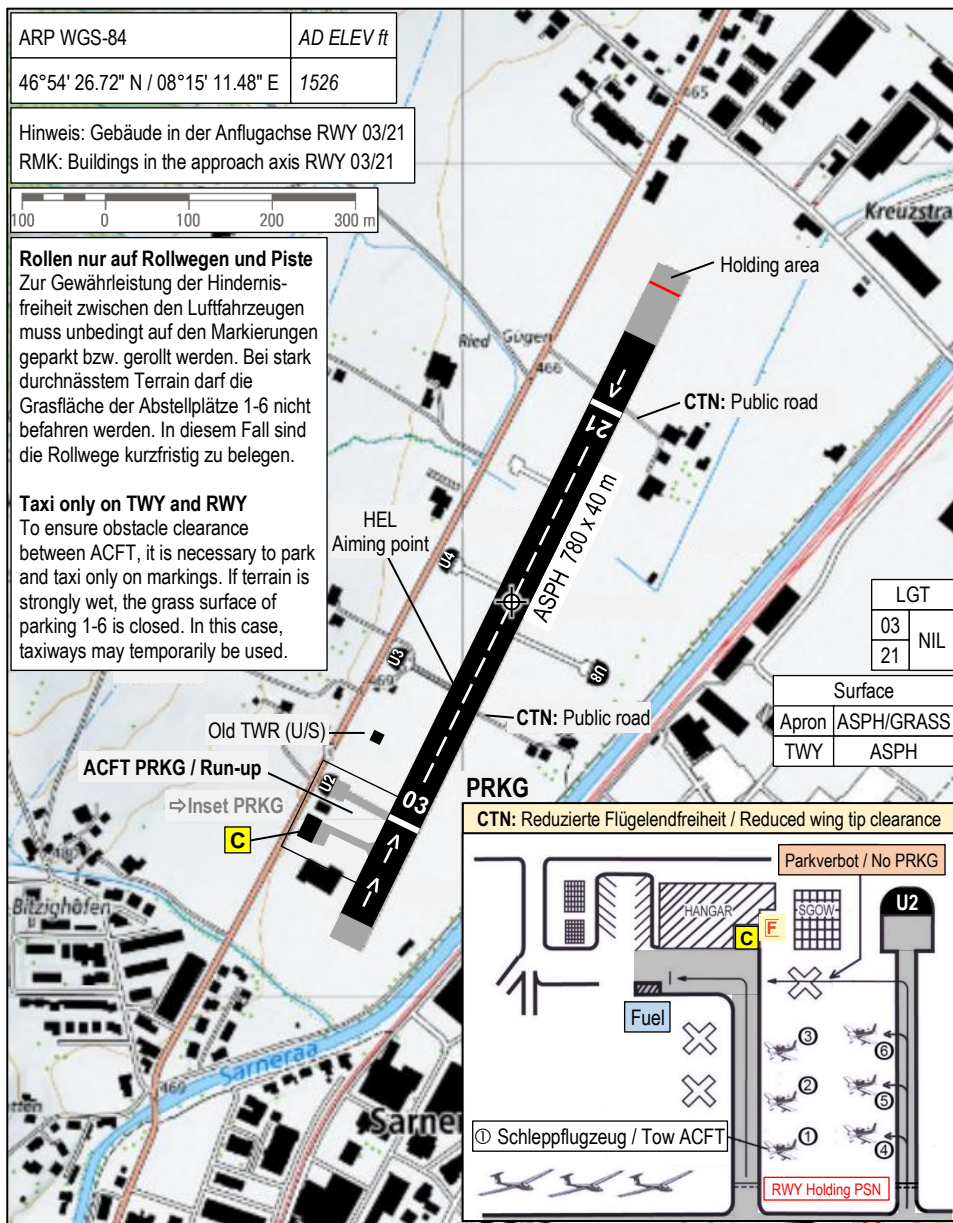 ARP WGS-84
AD ELEV ft
46°54' 26.72" N / 08°15' 11.48" E
1526
Hinweis: Gebäude in der Anflugachse RWY 03/21
RMK: Buildings in the approach axis RWY 03/21
100 0 100 200 300 m
Rollen nur auf Rollwegen und Piste
Zur Gewährleistung der Hindernis-
freiheit zwischen den Luftfahrzeugen
muss unbedingt auf den Markierungen
geparkt bzw. gerollt werden. Bei stark
durchnässtem Terrain darf die
Grasfläche der Abstellplätze 1-6 nicht
befahren werden. In diesem Fall sind
die Rollwege kurzfristig zu belegen.
Taxi only on TWY and RWY
To ensure obstacle clearance
between ACFT, it is necessary to park
and taxi only on markings. If terrain is
strongly wet, the grass surface of
parking 1-6 is closed. In this case,
taxiways may temporarily be used.
465
Kreuzstra
Holding area
Ried Gügen
466
CTN: Public road
21
HEL
Aiming point
ASPH 780 x 40 m
U4
U3
469
U8
LGT
03
21
NIL
Surface
Apron ASPH/GRASS
TWY ASPH
CTN: Public road
Old TWR (U/S)
ACFT PRKG / Run-up
⇨Inset PRKG
U2
03
C
Bitzighofen
Sarneraa
469
Sarne
PRKG
CTN: Reduzierte Flügelendfreiheit / Reduced wing tip clearance
Parkverbot / No PRKG
HANGAR
SGOW
U2
C
F
Fuel
③
⑥
②
⑤
①
④
① Schleppflugzeug / Tow ACFT
RWY Holding PSN